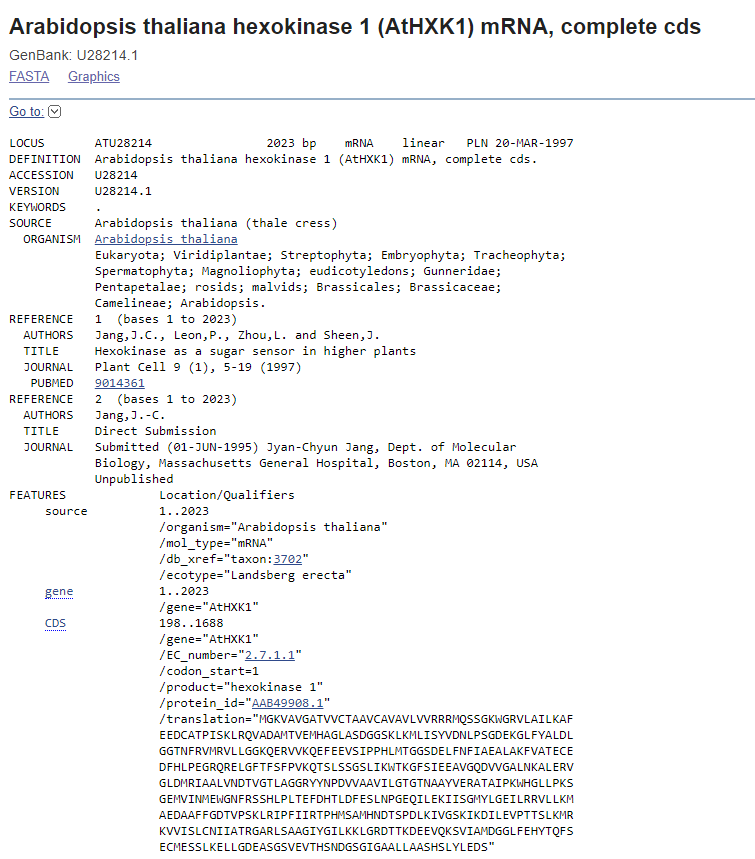 Arabidopsis thaliana hexokinase 1 (AtHXK1) mRNA, complete cds
GenBank: U28214.1
FASTA Graphics
Go to:
LOCUS ATU28214 2023 bp mRNA linear PLN 20-MAR-1997
DEFINITION Arabidopsis thaliana hexokinase 1 (AtHXK1) mRNA, complete cds.
ACCESSION U28214
VERSION U28214.1
KEYWORDS .
SOURCE Arabidopsis thaliana (thale cress)
ORGANISM Arabidopsis thaliana
Eukaryota; Viridiplantae; Streptophyta; Embryophyta; Tracheophyta;
Spermatophyta; Magnoliophyta; eudicotyledons; Gunneridae;
Pentapetalae; rosids; malvids; Brassicales; Brassicaceae;
Camelineae; Arabidopsis.
REFERENCE 1 (bases 1 to 2023)
AUTHORS Jang,J.C., Leon,P., Zhou,L. and Sheen,J.
TITLE Hexokinase as a sugar sensor in higher plants
JOURNAL Plant Cell 9 (1), 5-19 (1997)
PUBMED 9014361
REFERENCE 2 (bases 1 to 2023)
AUTHORS Jang,J.-C.
TITLE Direct Submission
JOURNAL Submitted (01-JUN-1995) Jyan-Chyun Jang, Dept. of Molecular
Biology, Massachusetts General Hospital, Boston, MA 02114, USA
Unpublished
FEATURES Location/Qualifiers
source 1..2023
/organism="Arabidopsis thaliana"
/mol_type="mRNA"
/db_xref="taxon:3702"
/ecotype="Landsberg erecta"
gene 1..2023
/gene="AtHXK1"
CDS 198..1688
/gene="AtHXK1"
/EC_number="2.7.1.1"
/codon_start=1
/product="hexokinase 1"
/protein_id="AAB49908.1"
/translation="MGKVAVGATVVCTAAVCAVAVLVVRRRMQSSGKWGRVLAILKAF
EEDCATPISKLRQVADAMTVEMHAGLASDGGSKLKMLISYVDNLPSGDEKGLFYALDL
GGTNFRVMRVLLGGKQERVVKQEFEEVSIPPHLMTGGSDELFNFIAEALAKFVATECE
DFHLPEGRQRELGFTFSFPVKQTSLSSGSLIKWTKGFSIEEAVGQDVVGALNKALERV
GLDMRIAALVNDTVGTLAGGRYYNPDVVAAVILGTGTNAAYVERATAIPKWHGLLPKS
GEMVINMEWGNFRSSHLPLTEFDHTLDFESLNPGEQILEKIISGMYLGEILRRVLLKM
AEDAAFFGDTVPSKLRIPFIIRTPHMSAMHNDTSPDLKIVGSKIKDILEVPTTSLKMR
KVVISLCNIIATRGARLSAAGIYGILKKLGRDTTKDEEVQKSVIAMDGGLFEHYTQFS
ECMESSLKELLGDEASGSVEVTHSNDGSGIGAALLAASHSLYLEDS"